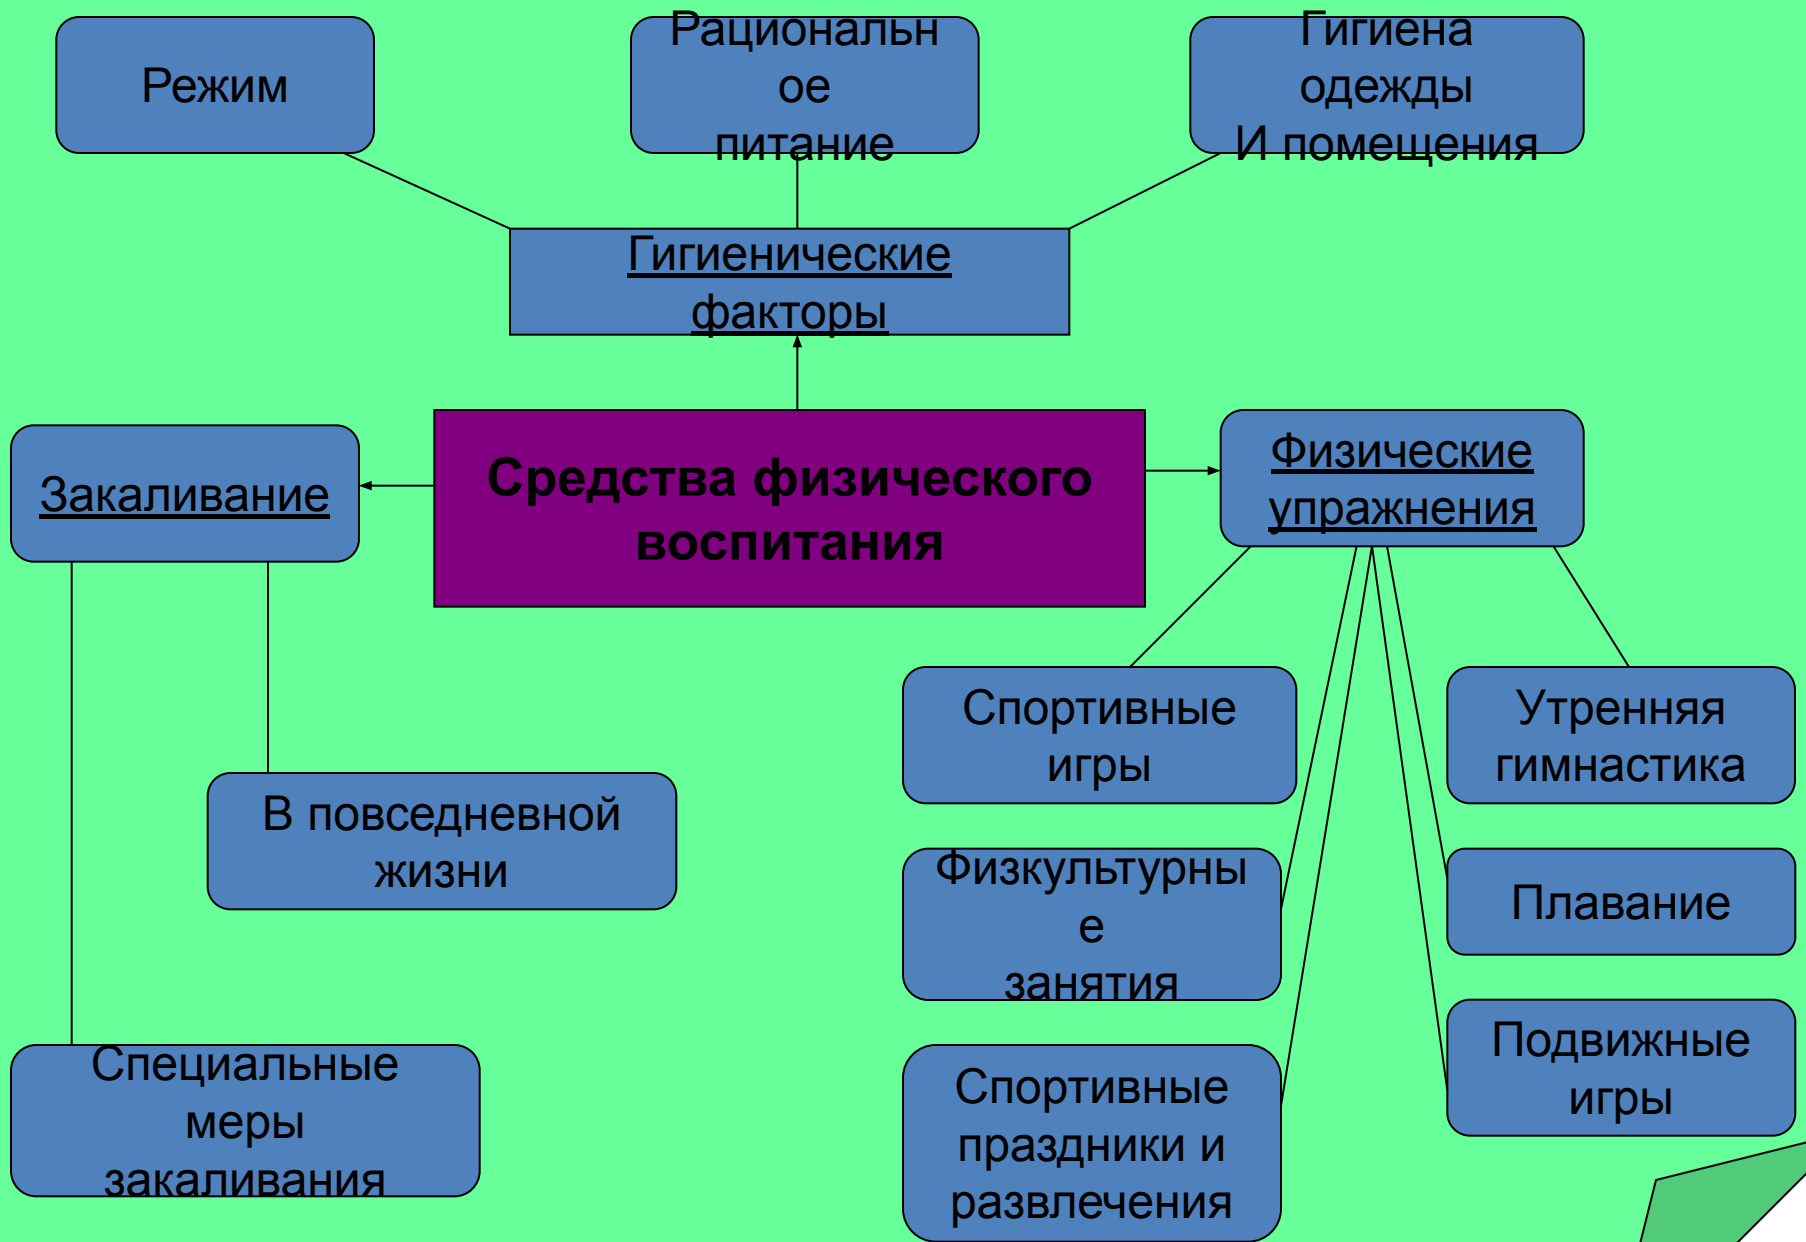 Режим
Рациональн
ое
питание
Гигиена
одежды
И помещения
Гигиенические
факторы
Закаливание
Средства физического
воспитания
Физические
упражнения
Спортивные
игры
Утренняя
гимнастика
В повседневной
жизни
Физкультурны
е
занятия
Плавание
Специальные
меры
закаливания
Спортивные
праздники и
развлечения
Подвижные
игры